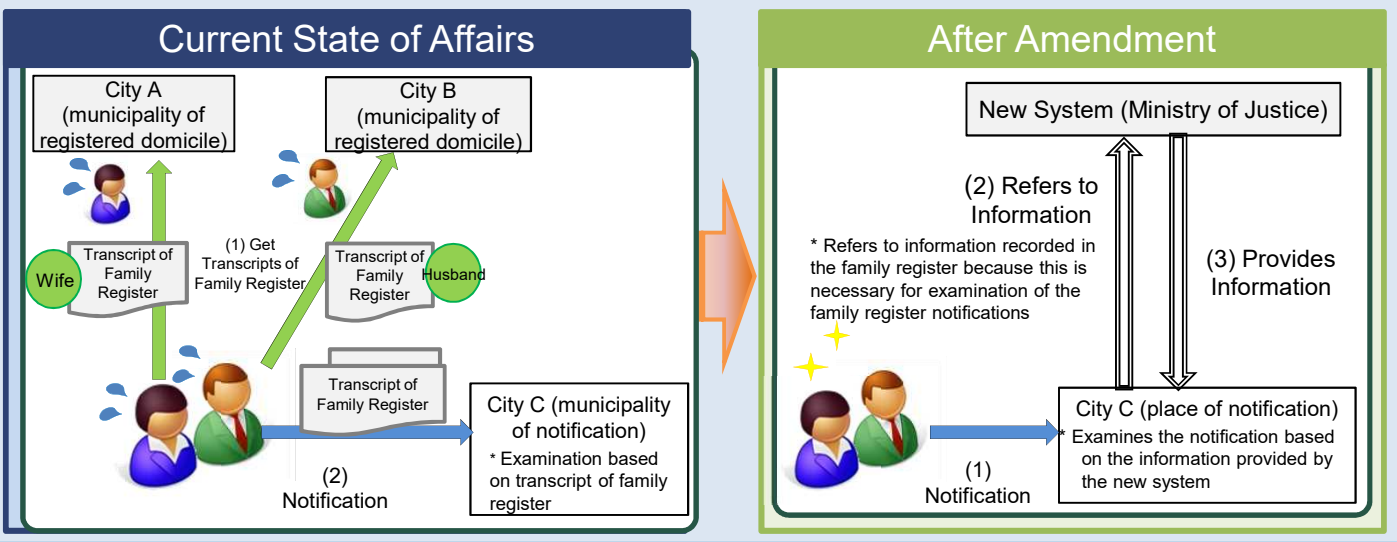 Current State of Affairs
City A
(municipality of
registered domicile)
City B
(municipality of
registered domicile)
(1) Get
Transcripts of
Family Register
Wife
Transcript of
Family
Register
Transcript of
Family
Register
Husband
Transcript of
Family Register
(2)
Notification
City C (municipality
of notification)
* Examination based
on transcript of family
register
After Amendment
New System (Ministry of Justice)
(2) Refers to
Information
* Refers to information recorded in
the family register because this is
necessary for examination of the
family register notifications
(3) Provides
Information
(1)
Notification
City C (place of notification)
* Examines the notification based
on the information provided by
the new system